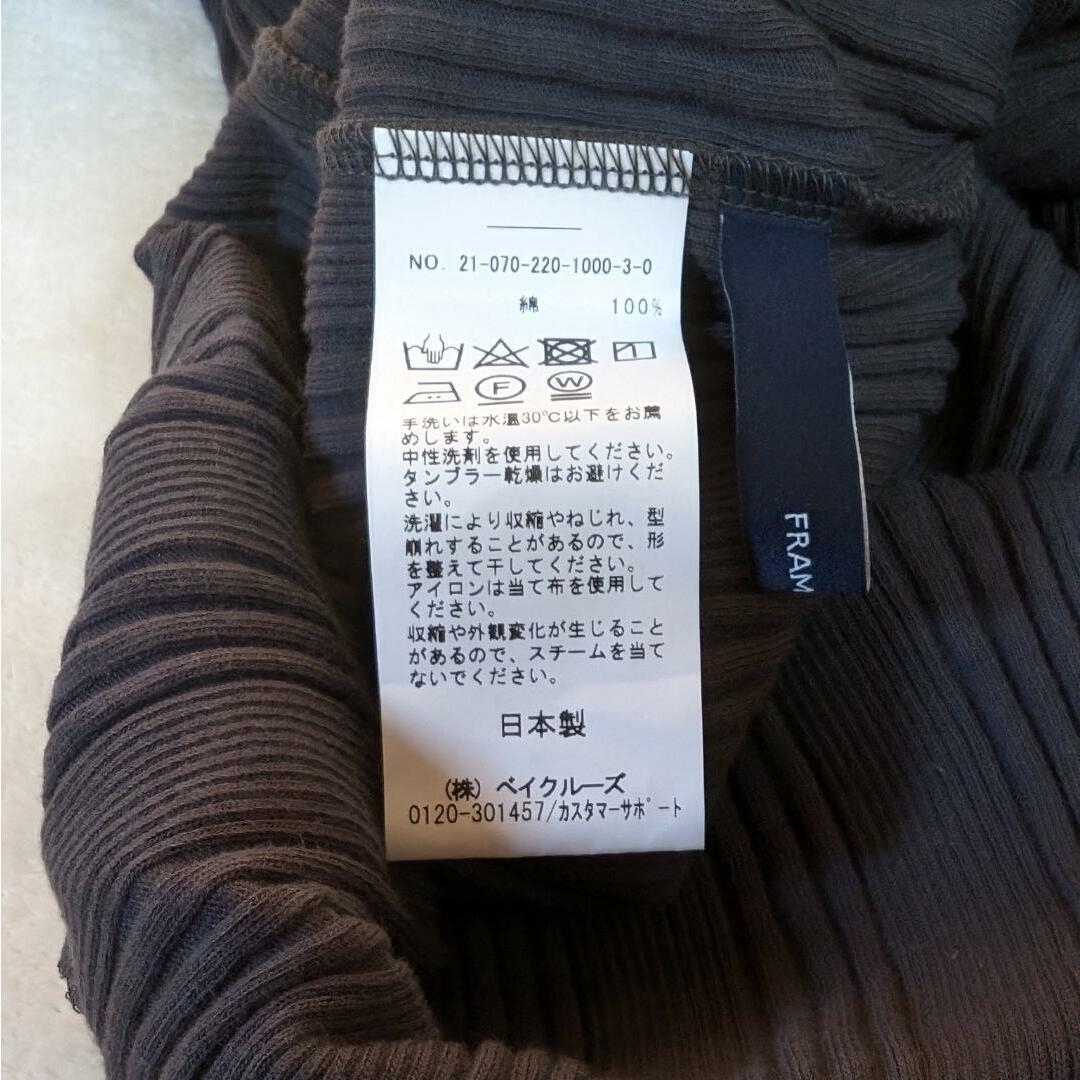 NO. 21-070-220-1000-3-0
綿 100%
F W
手洗いは水温30℃以下をお薦
めします。
中性洗剤を使用してください。
タンブラー乾燥はお避けくだ
さい。
洗濯により収縮やねじれ、型
崩れすることがあるので、形
を整えて干してください。
アイロンは当て布を使用して
ください。
収縮や外観変化が生じること
があるので、スチームを当て
ないでください。
日本製
(株) ベイクルーズ
0120-301457/カスタマーサポート
FRAM